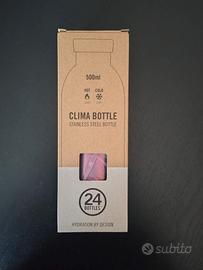 500ml
HOT COLD
CLIMA BOTTLE
STAINLESS STEEL BOTTLE
24
BOTTLES
HYDRATION BY DESIGN
subito